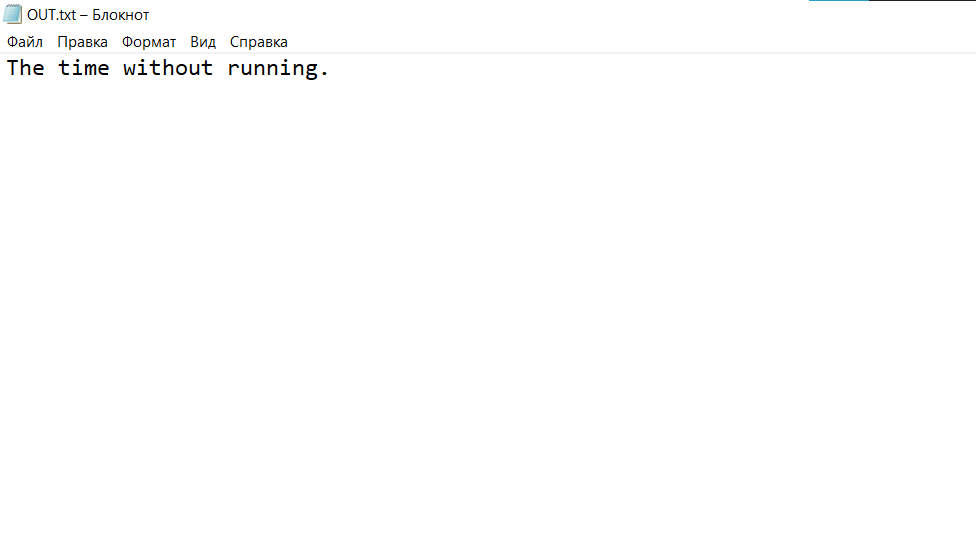 OUT.txt – Блокнот
Файл Правка Формат Вид Справка
The time without running.